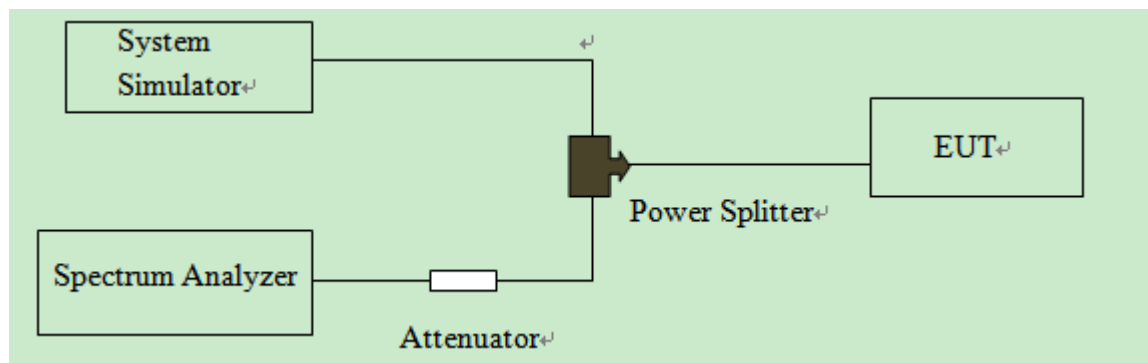 System
Simulator↵
↵
EUT↵
Power Splitter↵
Spectrum Analyzer
Attenuator↵